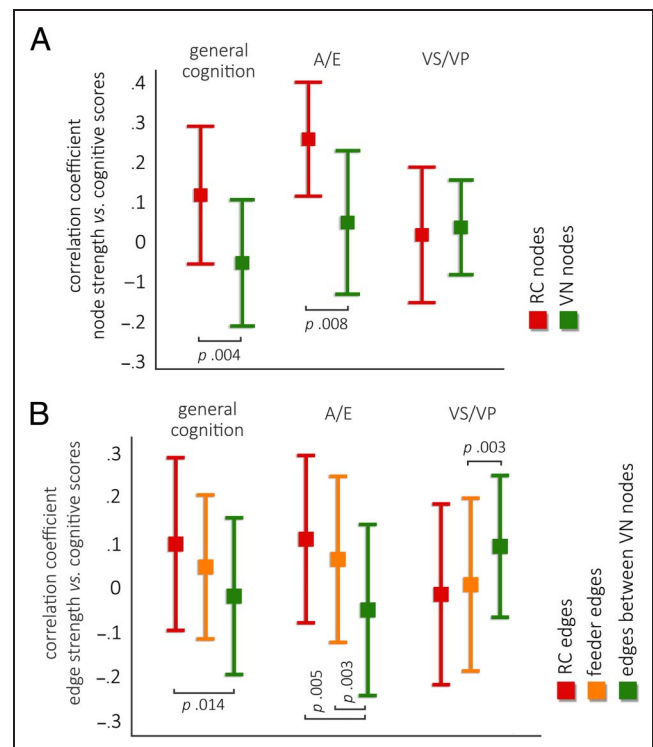 A
general
cognition
A/E
VS/VP
correlation coefficient
node strength vs. cognitive scores
.4
.3
.2
.1
0
-.1
-.2
-.3
p .004
p .008
RC nodes
VN nodes
B
general
cognition
A/E
VS/VP
correlation coefficient
edge strength vs. cognitive scores
.3
.2
.1
0
-.1
-.2
-.3
p .014
p .005
p .003
p .003
RC edges
feeder edges
edges between VN nodes